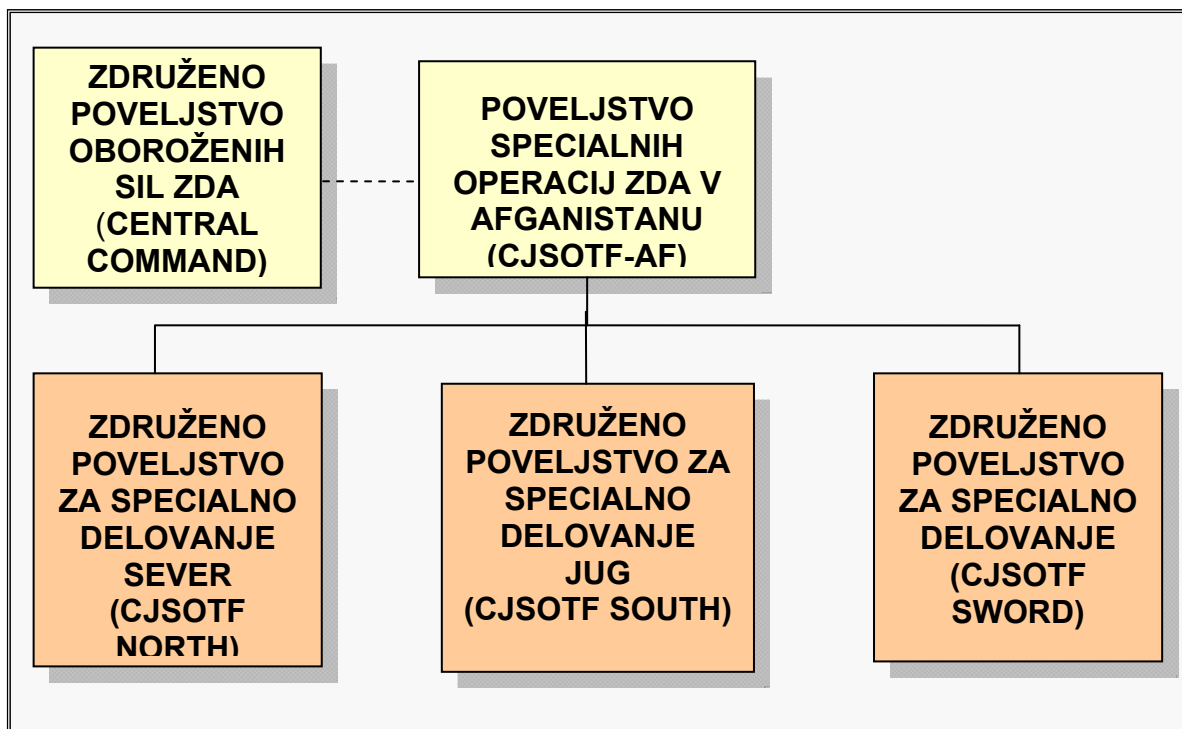 ZDRUŽENO
POVELJSTVO
OBOROŽENIH
SIL ZDA
(CENTRAL
COMMAND)
POVELJSTVO
SPECIALNIH
OPERACIJ ZDA V
AFGANISTANU
(CJSOTF-AF)
ZDRUŽENO
POVELJSTVO
ZA SPECIALNO
DELOVANJE
SEVER
(CJSOTF
NORTH)
ZDRUŽENO
POVELJSTVO ZA
SPECIALNO
DELOVANJE
JUG
(CJSOTF SOUTH)
ZDRUŽENO
POVELJSTVO
ZA SPECIALNO
DELOVANJE
(CJSOTF
SWORD)